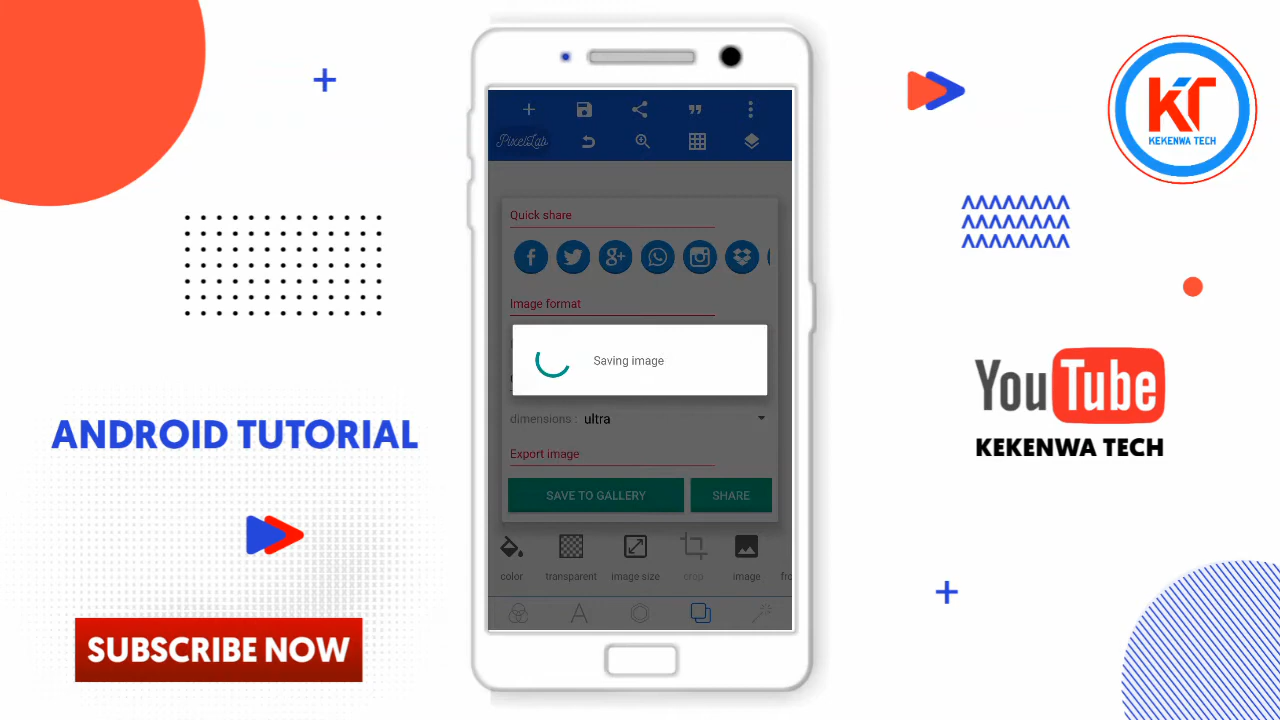 KT
KEKENWA TECH
PixelLab
Quick share
Image format
Saving image
dimensions : ultra
Export image
SAVE TO GALLERY SHARE
color transparent image size crop image fro
ANDROID TUTORIAL
SUBSCRIBE NOW
YouTube
KEKENWA TECH